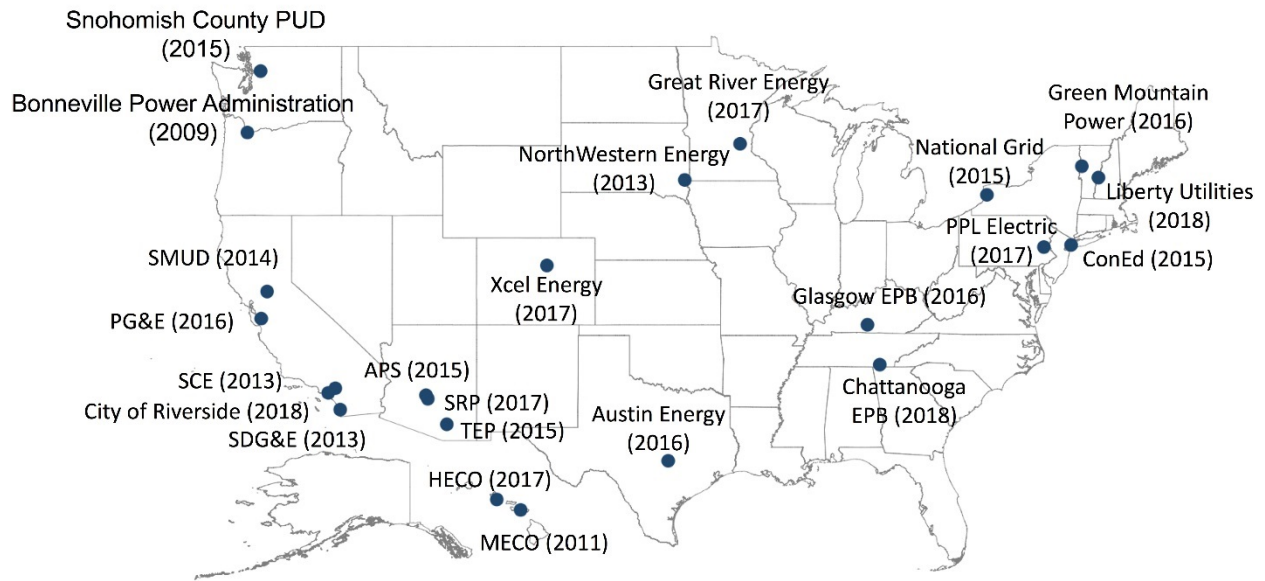 Snohomish County PUD
(2015)
Bonneville Power Administration
(2009)
Great River Energy
(2017)
NorthWestern Energy
(2013)
Green Mountain
Power (2016)
National Grid
(2015)
Liberty Utilities
(2018)
PPL Electric
(2017)
ConEd (2015)
SMUD (2014)
PG&E (2016)
Xcel Energy
(2017)
Glasgow EPB (2016)
SCE (2013)
City of Riverside (2018)
SDG&E (2013)
APS (2015)
SRP (2017)
TEP (2015)
Austin Energy
(2016)
Chattanooga
EPB (2018)
HECO (2017)
MECO (2011)